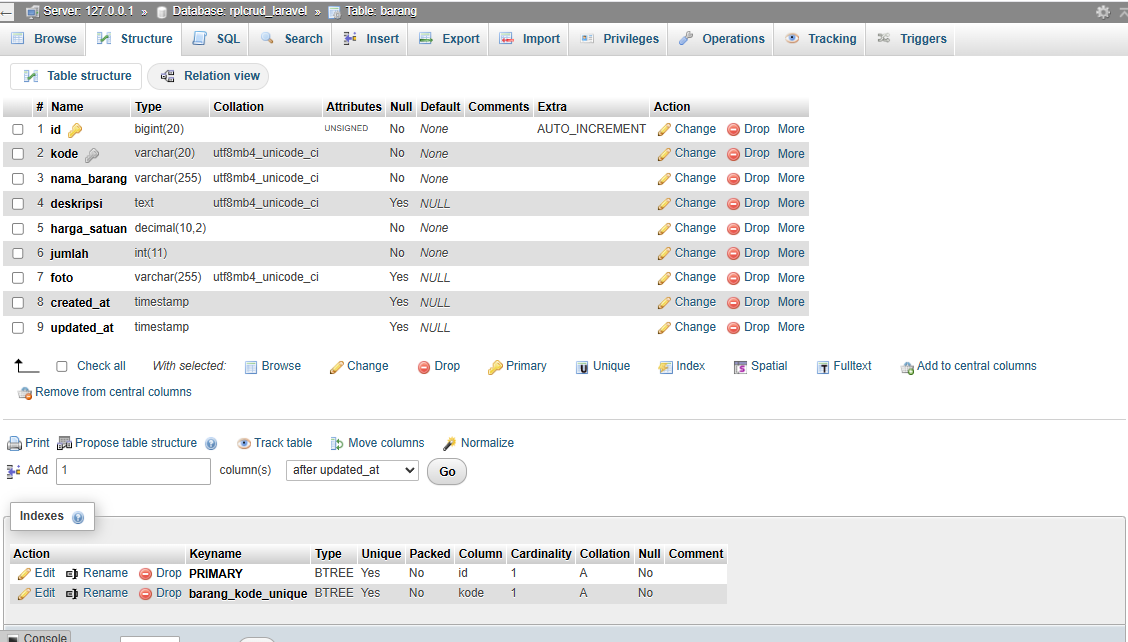 Server: 127.0.0.1 » Database: rplcrud_laravel » Table: barang
Browse Structure SQL Search Insert Export Import Privileges Operations Tracking Triggers
Table structure Relation view
# Name Type Collation Attributes Null Default Comments Extra Action
1 id bigint(20) UNSIGNED No None AUTO_INCREMENT Change Drop More
2 kode varchar(20) utf8mb4_unicode_ci No None Change Drop More
3 nama_barang varchar(255) utf8mb4_unicode_ci No None Change Drop More
4 deskripsi text utf8mb4_unicode_ci Yes NULL Change Drop More
5 harga_satuan decimal(10,2) No None Change Drop More
6 jumlah int(11) No None Change Drop More
7 foto varchar(255) utf8mb4_unicode_ci Yes NULL Change Drop More
8 created_at timestamp Yes NULL Change Drop More
9 updated_at timestamp Yes NULL Change Drop More
Check all With selected: Browse Change Drop Primary Unique Index Spatial Fulltext Add to central columns
Remove from central columns
Print Propose table structure Track table Move columns Normalize
Add 1 column(s) after updated_at Go
Indexes
Action Keyname Type Unique Packed Column Cardinality Collation Null Comment
Edit Rename Drop PRIMARY BTREE Yes No id 1 A No
Edit Rename Drop barang_kode_unique BTREE Yes No kode 1 A No
Console